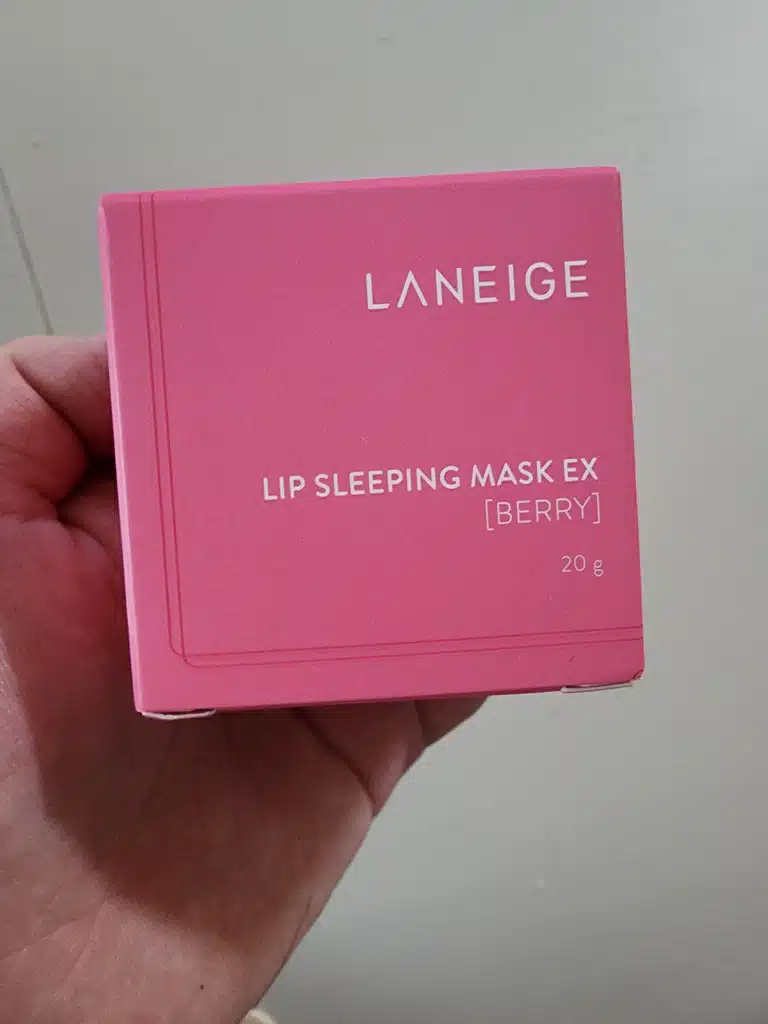 LANEIGE
LIP SLEEPING MASK EX
[BERRY]
20 g